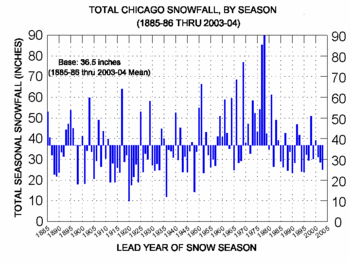 TOTAL CHICAGO SNOWFALL, BY SEASON
(1885-86 THRU 2003-04)
TOTAL SEASONAL SNOWFALL (INCHES)
90
80
70
60
50
40
30
20
10
0
Base: 36.5 inches
(1885-86 thru 2003-04 Mean)
90
80
70
60
50
40
30
20
10
0
1885 1890 1895 1900 1905 1910 1915 1920 1925 1930 1935 1940 1945 1950 1955 1960 1965 1970 1975 1980 1985 1990 1995 2000 2005
LEAD YEAR OF SNOW SEASON